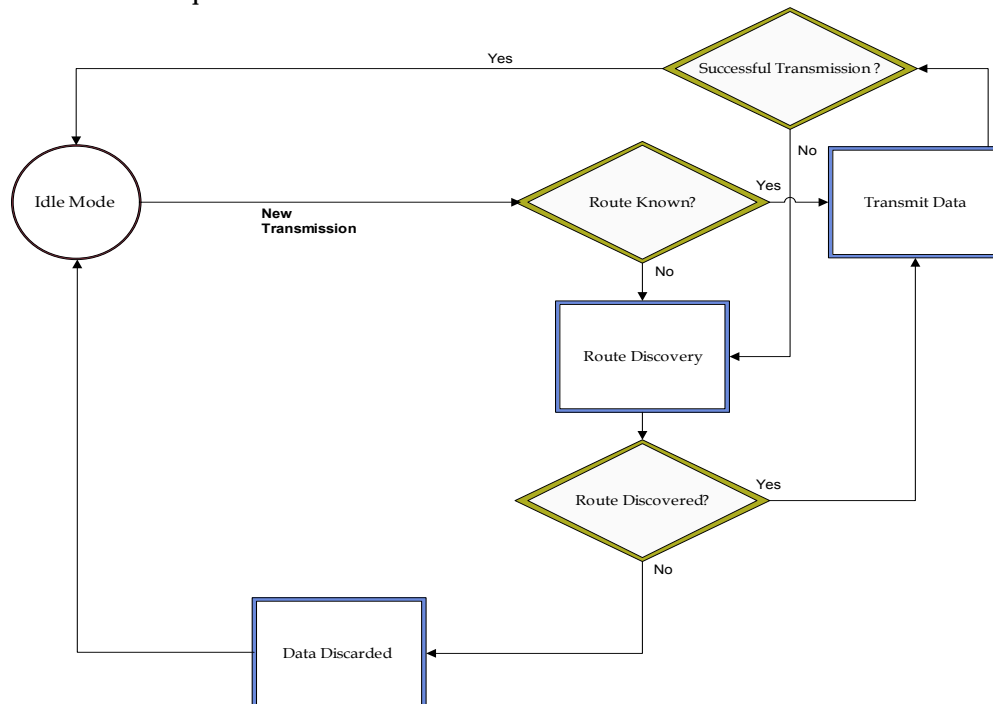 Yes
Successful Transmission ?
No
Idle Mode
New
Transmission
Route Known?
Yes
Transmit Data
No
Route Discovery
Route Discovered?
Yes
No
Data Discarded